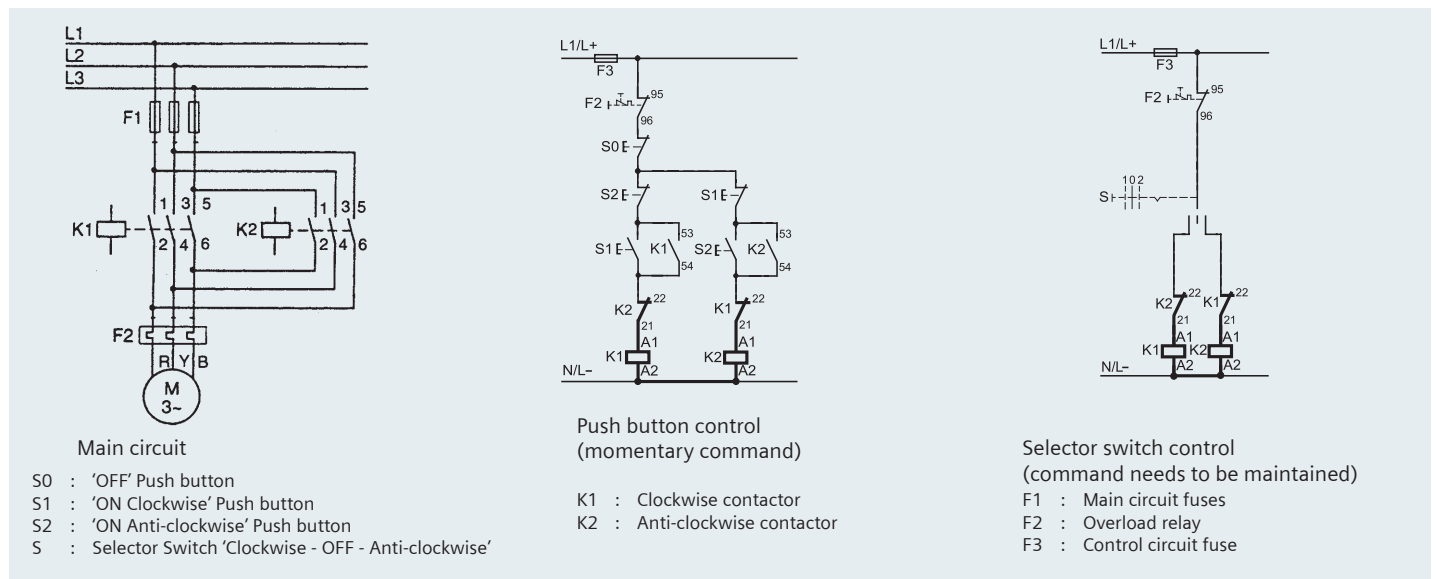 L1
L2
L3
F1
1 3 5
K1
2 4 6
1 3 5
K2
2 4 6
F2
R Y B
M
3~
Main circuit
S0 : ‘OFF’ Push button
S1 : ‘ON Clockwise’ Push button
S2 : ‘ON Anti-clockwise’ Push button
S : Selector Switch ‘Clockwise - OFF - Anti-clockwise’
L1/L+
F3
F2
95
96
S0
S2
S1
S1
K1
53
54
S2
K2
53
54
K2
22
21
K1
22
21
K1
A1
A2
K2
A1
A2
N/L–
Push button control
(momentary command)
K1 : Clockwise contactor
K2 : Anti-clockwise contactor
L1/L+
F3
F2
95
96
S
1 0 2
K2
22
21
K1
22
21
K1
A1
A2
K2
A1
A2
N/L–
Selector switch control
(command needs to be maintained)
F1 : Main circuit fuses
F2 : Overload relay
F3 : Control circuit fuse